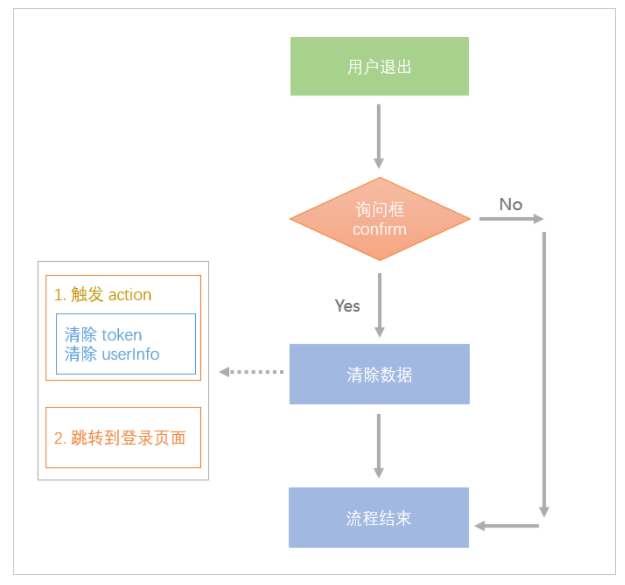 用户退出
询问框
confirm
No
Yes
1. 触发 action
清除 token
清除 userInfo
清除数据
2. 跳转到登录页面
流程结束